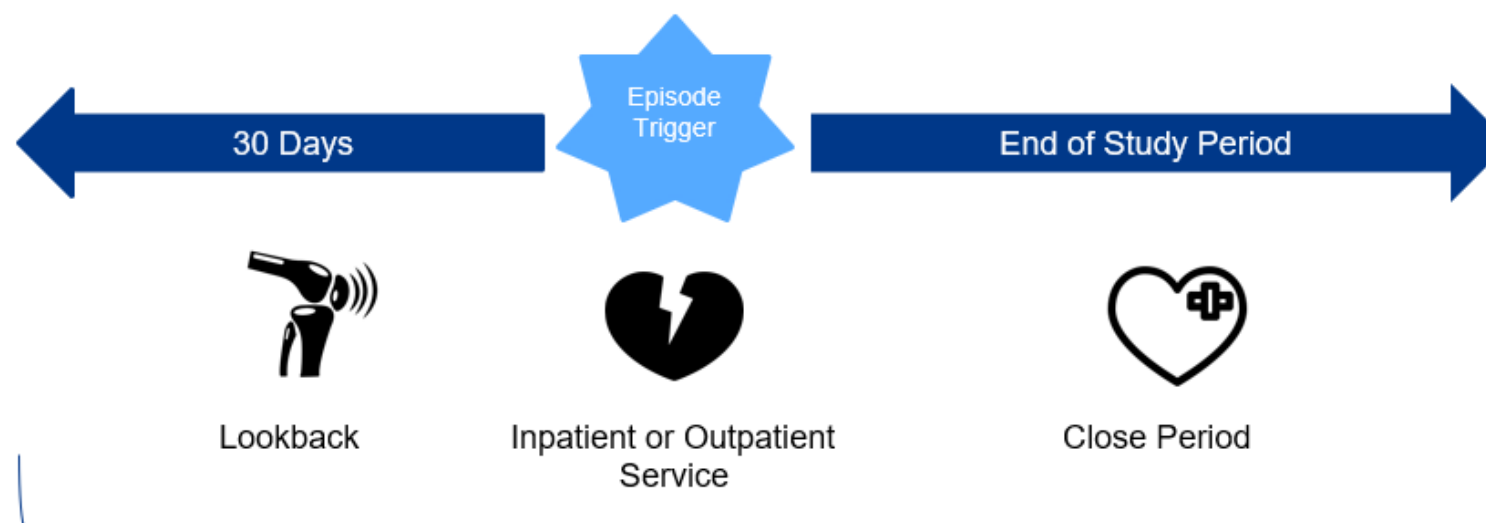 Episode
Trigger
30 Days
End of Study Period
Lookback
Inpatient or Outpatient
Service
Close Period